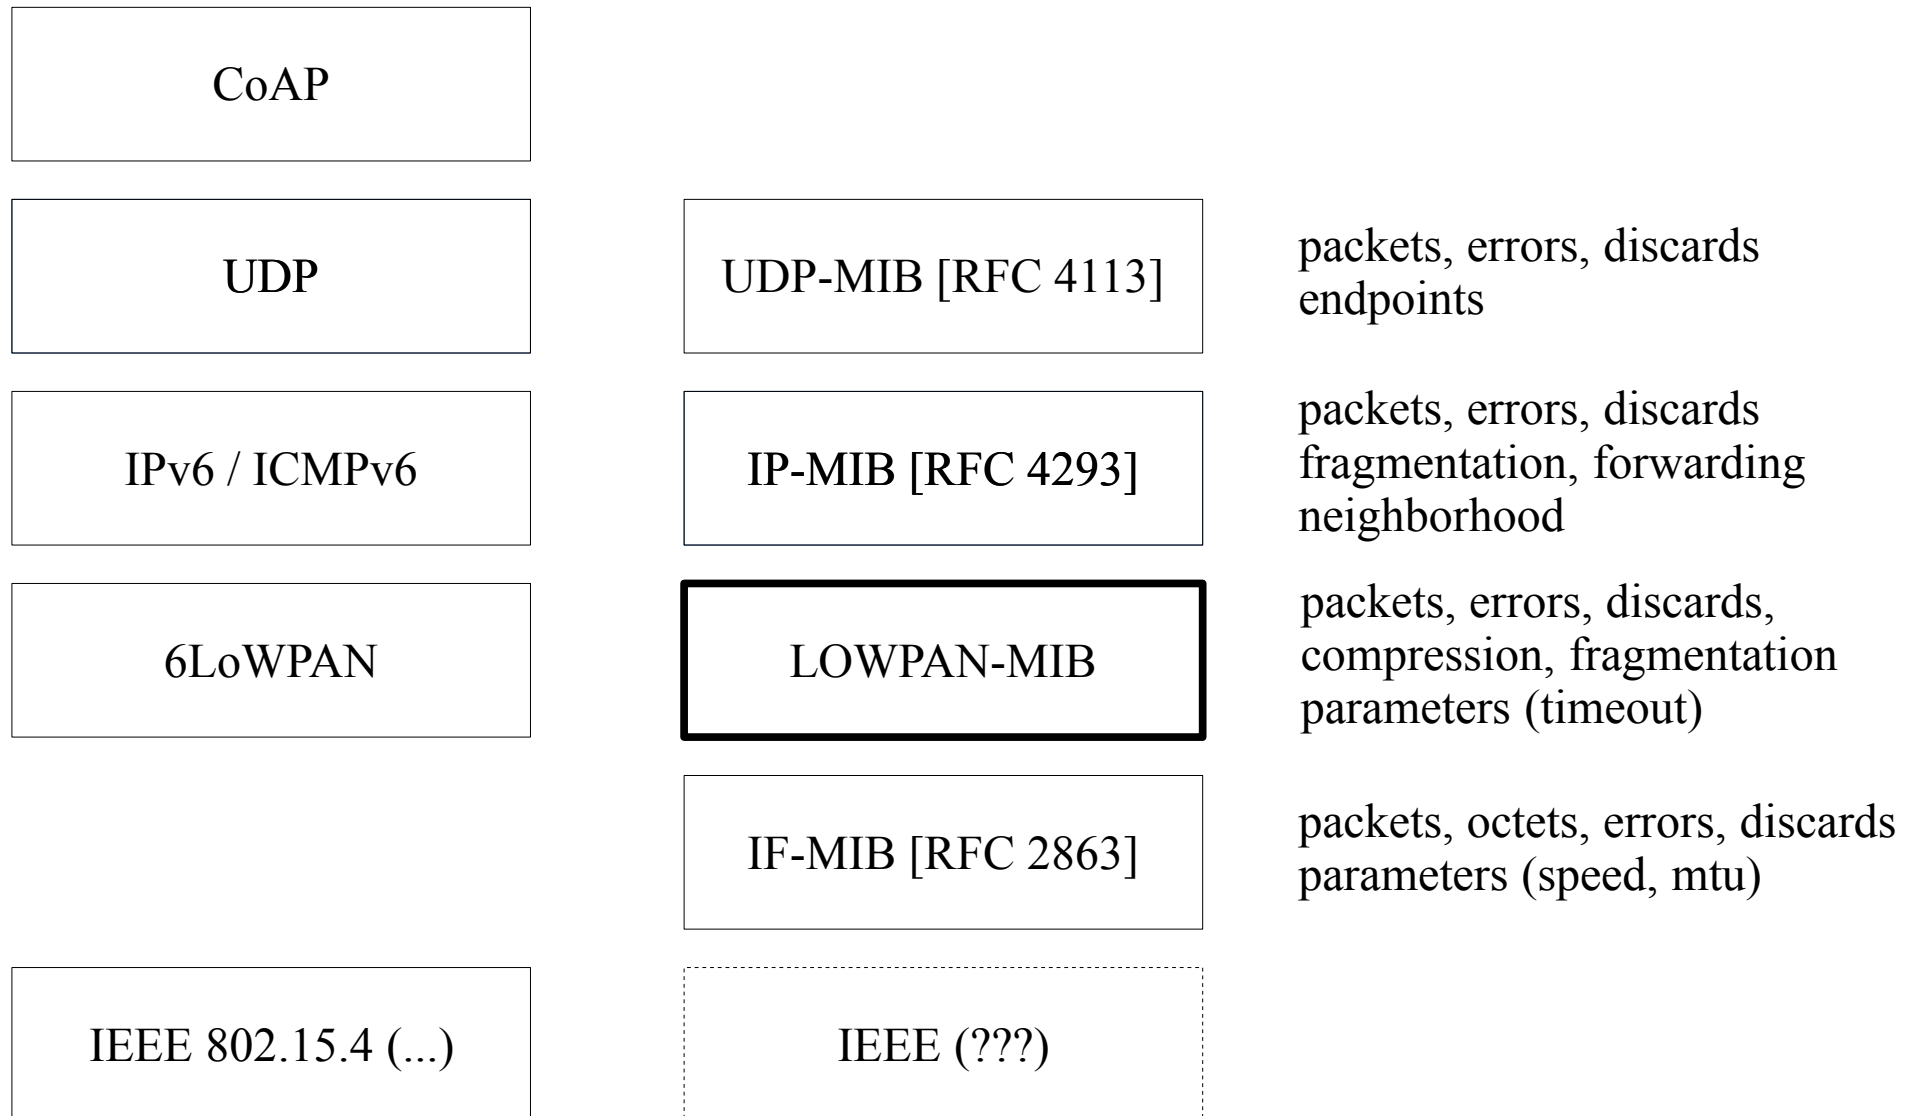 CoAP
UDP
UDP-MIB [RFC 4113]
packets, errors, discards
endpoints
IPv6 / ICMPv6
IP-MIB [RFC 4293]
packets, errors, discards
fragmentation, forwarding
neighborhood
6LoWPAN
LOWPAN-MIB
packets, errors, discards,
compression, fragmentation
parameters (timeout)
IF-MIB [RFC 2863]
packets, octets, errors, discards
parameters (speed, mtu)
IEEE 802.15.4 (...)
IEEE (???)